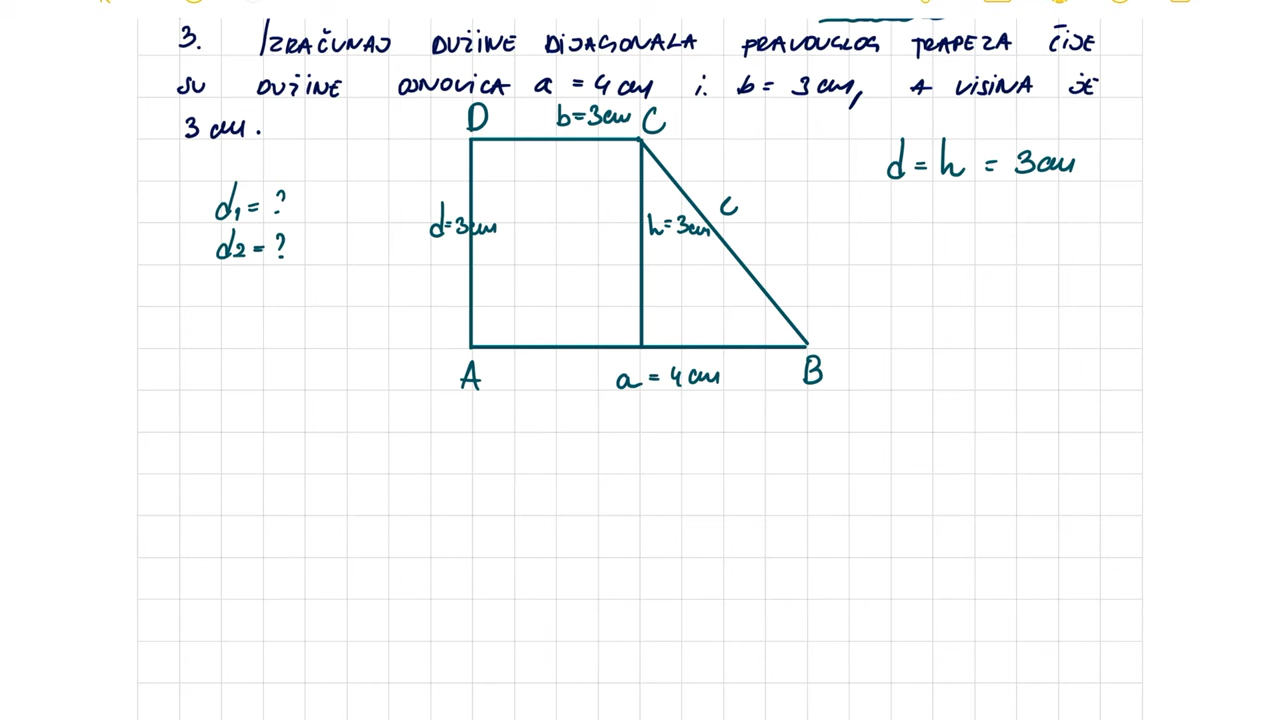 3. IZRAČUNAJ DUŽINE DIJAGONALA PRAVOUGLOG TRAPEZA ČIJE
SU DUŽINE OSNOVICA a = 4 cm i b = 3 cm, A VISINA JE
3 cm.
D b=3cm C
d = h = 3cm
d₁ = ?
d=3cm h=3cm c
d₂ = ?
A a = 4 cm B